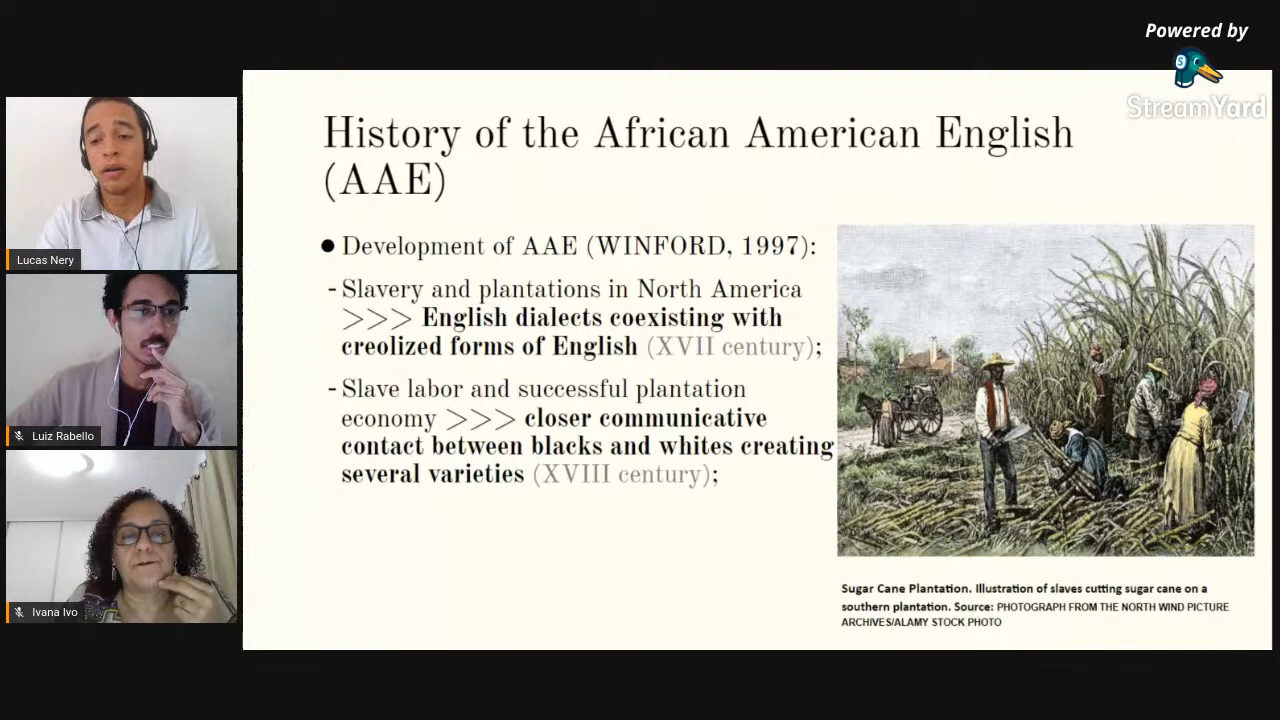 Powered by
StreamYard
Lucas Nery
Luiz Rabello
Ivana Ivo
History of the African American English
(AAE)
● Development of AAE (WINFORD, 1997):
- Slavery and plantations in North America
>>> English dialects coexisting with
creolized forms of English (XVII century);
- Slave labor and successful plantation
economy >>> closer communicative
contact between blacks and whites creating
several varieties (XVIII century);
Sugar Cane Plantation. Illustration of slaves cutting sugar cane on a
southern plantation. Source: PHOTOGRAPH FROM THE NORTH WIND PICTURE
ARCHIVES/ALAMY STOCK PHOTO